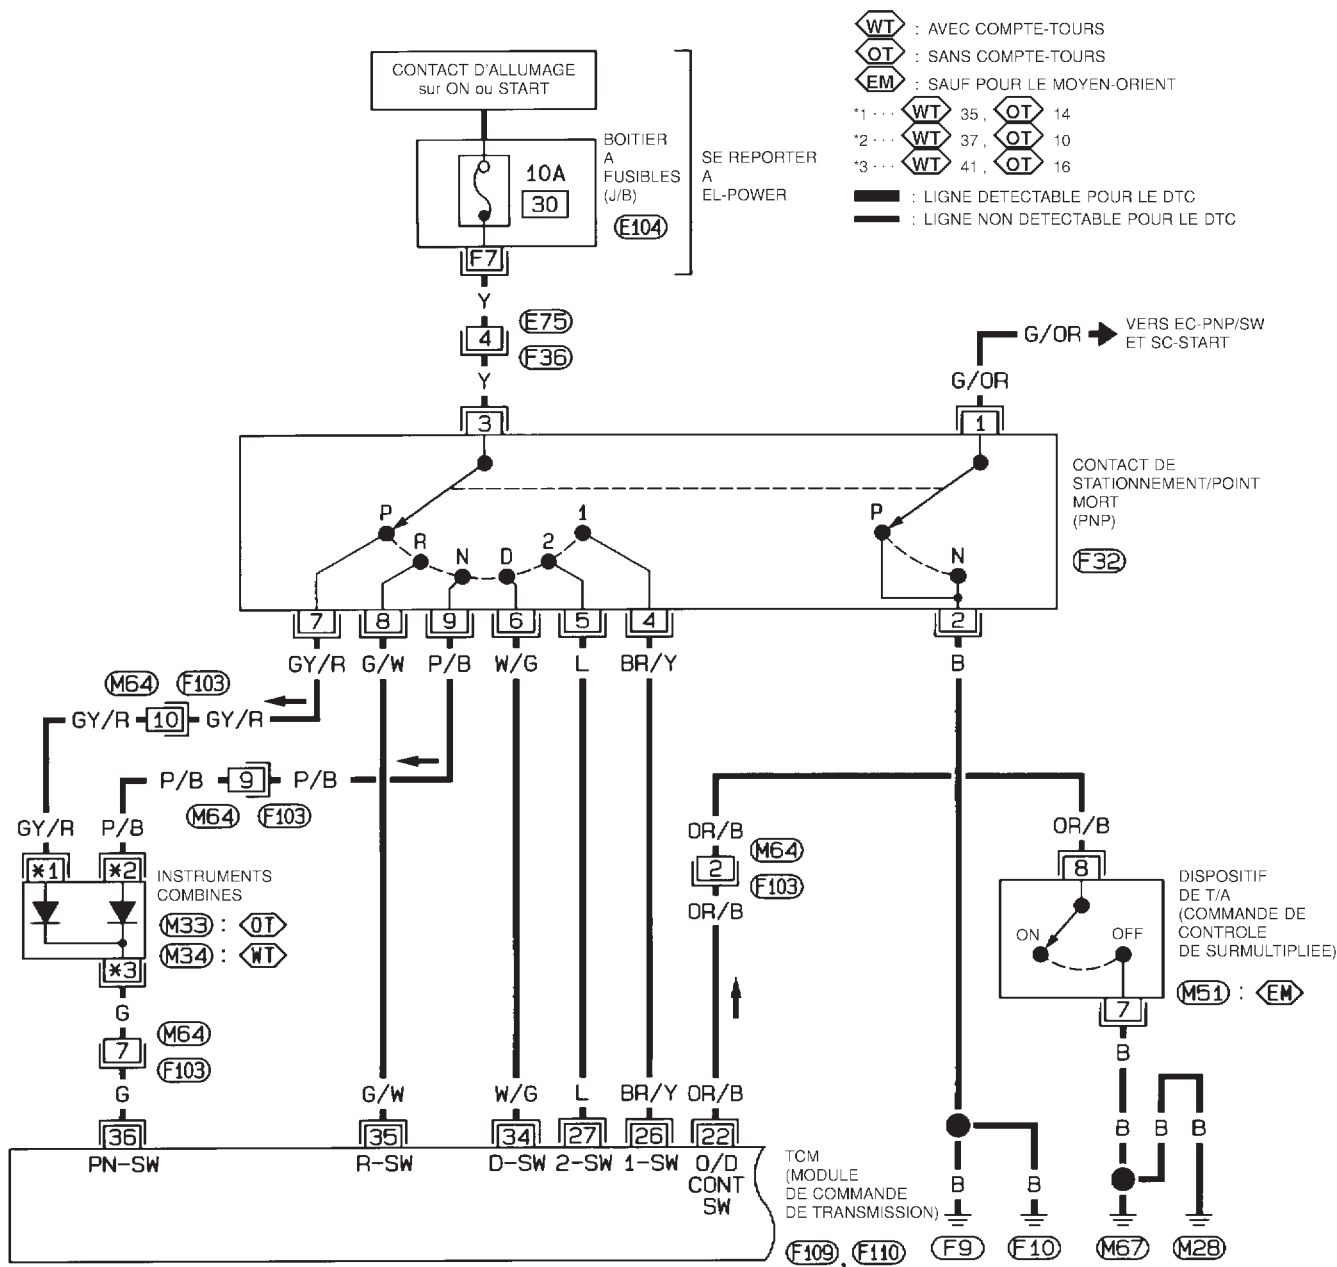 WT : AVEC COMPTE-TOURS
OT : SANS COMPTE-TOURS
EM : SAUF POUR LE MOYEN-ORIENT
*1 ··· WT 35, OT 14
*2 ··· WT 37, OT 10
*3 ··· WT 41, OT 16
: LIGNE DETECTABLE POUR LE DTC
: LIGNE NON DETECTABLE POUR LE DTC
CONTACT D'ALLUMAGE
sur ON ou START
10A
30
BOITIER
A
FUSIBLES
(J/B)
E104
SE REPORTER
A
EL-POWER
F7
Y
4
E75
F36
Y
3
G/OR
VERS EC-PNP/SW
ET SC-START
G/OR
1
P
R
N
D
2
1
P
N
CONTACT DE
STATIONNEMENT/POINT
MORT
(PNP)
F32
7
8
9
6
5
4
2
GY/R
G/W
P/B
W/G
L
BR/Y
B
M64
F103
GY/R
10
GY/R
P/B
9
P/B
M64
F103
GY/R
P/B
*1
*2
INSTRUMENTS
COMBINES
M33 : OT
M34 : WT
*3
G
7
M64
F103
G
OR/B
2
M64
F103
OR/B
OR/B
8
ON
OFF
7
DISPOSITIF
DE T/A
(COMMANDE DE
CONTROLE
DE SURMULTIPLIEE)
M51 : EM
B
B
B
B
G/W
W/G
L
BR/Y
OR/B
36
35
34
27
26
22
PN-SW
R-SW
D-SW
2-SW
1-SW
O/D
CONT
SW
TCM
(MODULE
DE COMMANDE
DE TRANSMISSION)
F109, F110
B
B
F9
F10
M67
M28